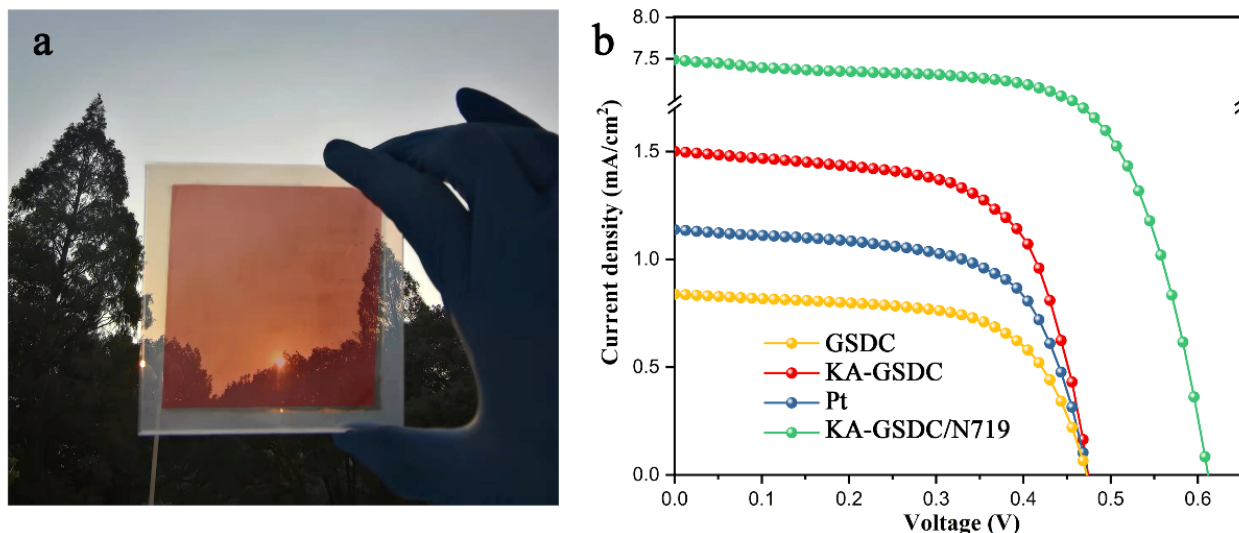 a
b
Current density (mA/cm²)
8.0
7.5
1.5
1.0
0.5
0.0
GSDC
KA-GSDC
Pt
KA-GSDC/N719
0.0 0.1 0.2 0.3 0.4 0.5 0.6
Voltage (V)